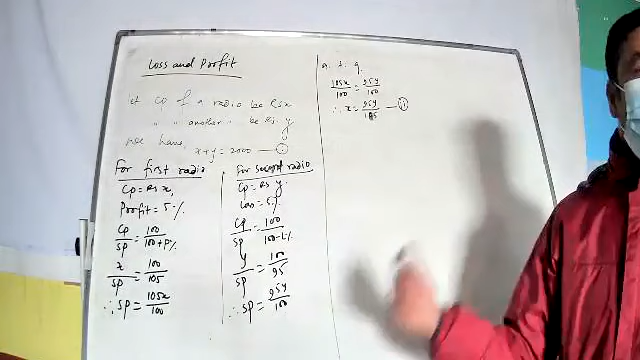 Loss and Profit
let CP of a radio be Rs x
" " another " be Rs. y
we have,
x+y = 2000 — (i)
For first radio
CP = Rs x,
Profit = 5%
CP/SP = 100/100+P%
x/SP = 100/105
∴ SP = 105x/100
For second radio
CP = Rs y
Loss = 5%
CP/SP = 100/100-L%
y/SP = 100/95
∴ SP = 95y/100
A. t. q.
105x/100 = 95y/100
∴ x = 95y/105 — (ii)